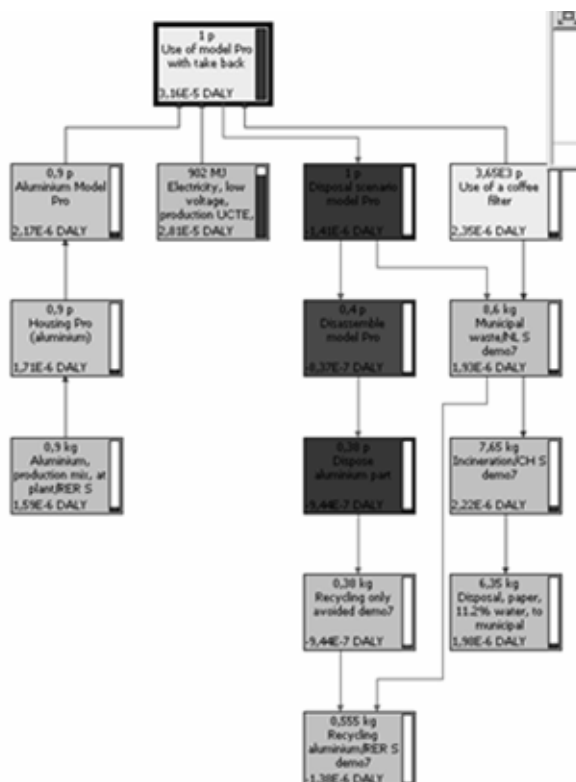 1 p
Use of model Pro
with take back
3,16E-5 DALY
0,9 p
Aluminium Model
Pro
2,17E-6 DALY
902 MJ
Electricity, low
voltage,
production UCTE,
2,81E-5 DALY
1 p
Disposal scenario
model Pro
-1,41E-6 DALY
3,65E3 p
Use of a coffee
filter
2,35E-6 DALY
0,9 p
Housing Pro
(aluminium)
1,71E-6 DALY
0,4 p
Disassemble
model Pro
-8,37E-7 DALY
8,6 kg
Municipal
waste/NL S
demo7
1,93E-6 DALY
0,9 kg
Aluminium,
production mix, at
plant/RER S
1,59E-6 DALY
0,38 p
Dispose
aluminium part
-9,44E-7 DALY
7,65 kg
Incineration/CH S
demo7
2,22E-6 DALY
0,38 kg
Recycling only
avoided demo7
-9,44E-7 DALY
6,35 kg
Disposal, paper,
11.2% water, to
municipal
1,98E-6 DALY
0,555 kg
Recycling
aluminium/RER S
demo7
-1,38E-6 DALY